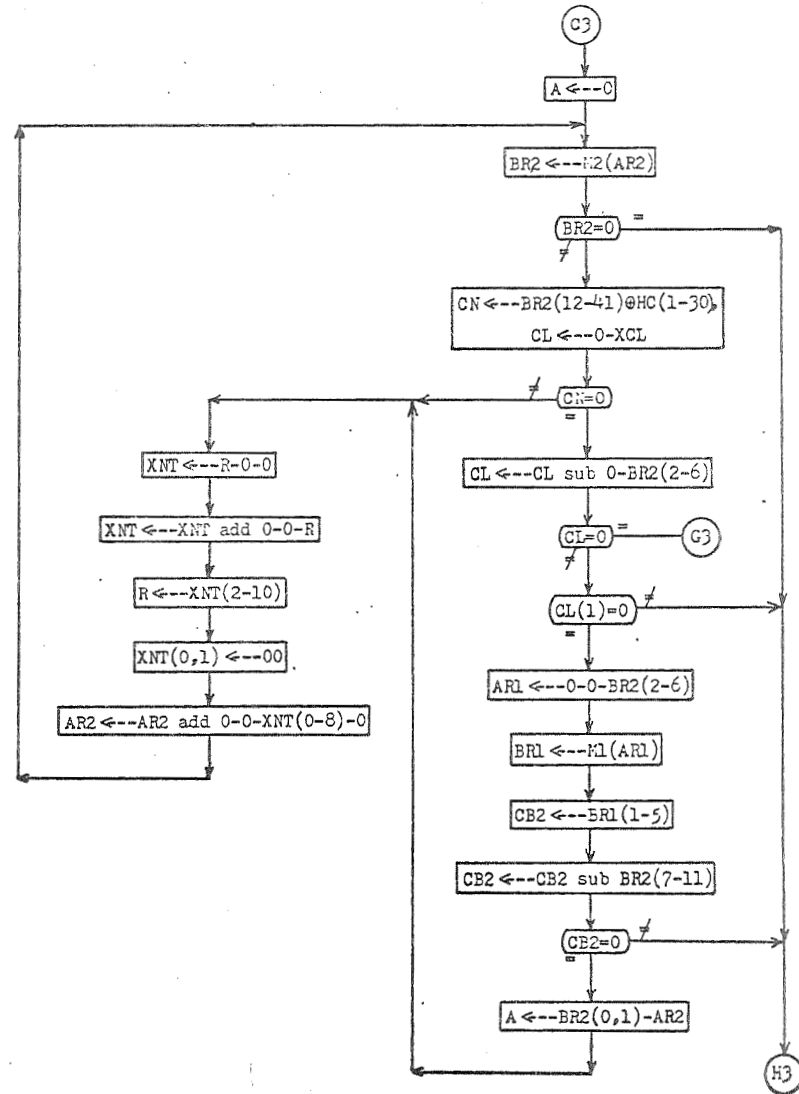 C3
A <---0
BR2 <---M2(AR2)
BR2=0
=
≠
CN <---BR2(12-41)⊕HC(1-30),
CL <---0-XCL
≠
CN=0
=
XNT <---R-0-0
CL <---CL sub 0-BR2(2-6)
XNT <---XNT add 0-0-R
CL=0
=
G3
≠
R <---XNT(2-10)
CL(1)=0
≠
=
XNT(0,1) <---00
AR1 <---0-0-BR2(2-6)
AR2 <---AR2 add 0-0-XNT(0-8)-0
BR1 <---M1(AR1)
CB2 <---BR1(1-5)
CB2 <---CB2 sub BR2(7-11)
CB2=0
≠
=
A <---BR2(0,1)-AR2
H3